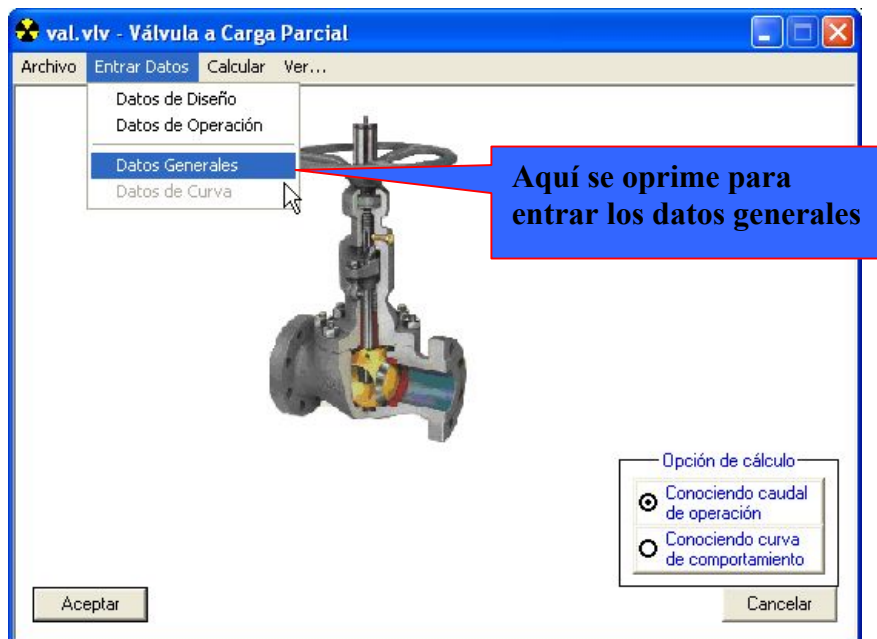 val.vlv - Válvula a Carga Parcial
Archivo Entrar Datos Calcular Ver...
Datos de Diseño
Datos de Operación
Datos Generales
Datos de Curva
Aquí se oprime para
entrar los datos generales
Opción de cálculo
Conociendo caudal
de operación
Conociendo curva
de comportamiento
Aceptar
Cancelar